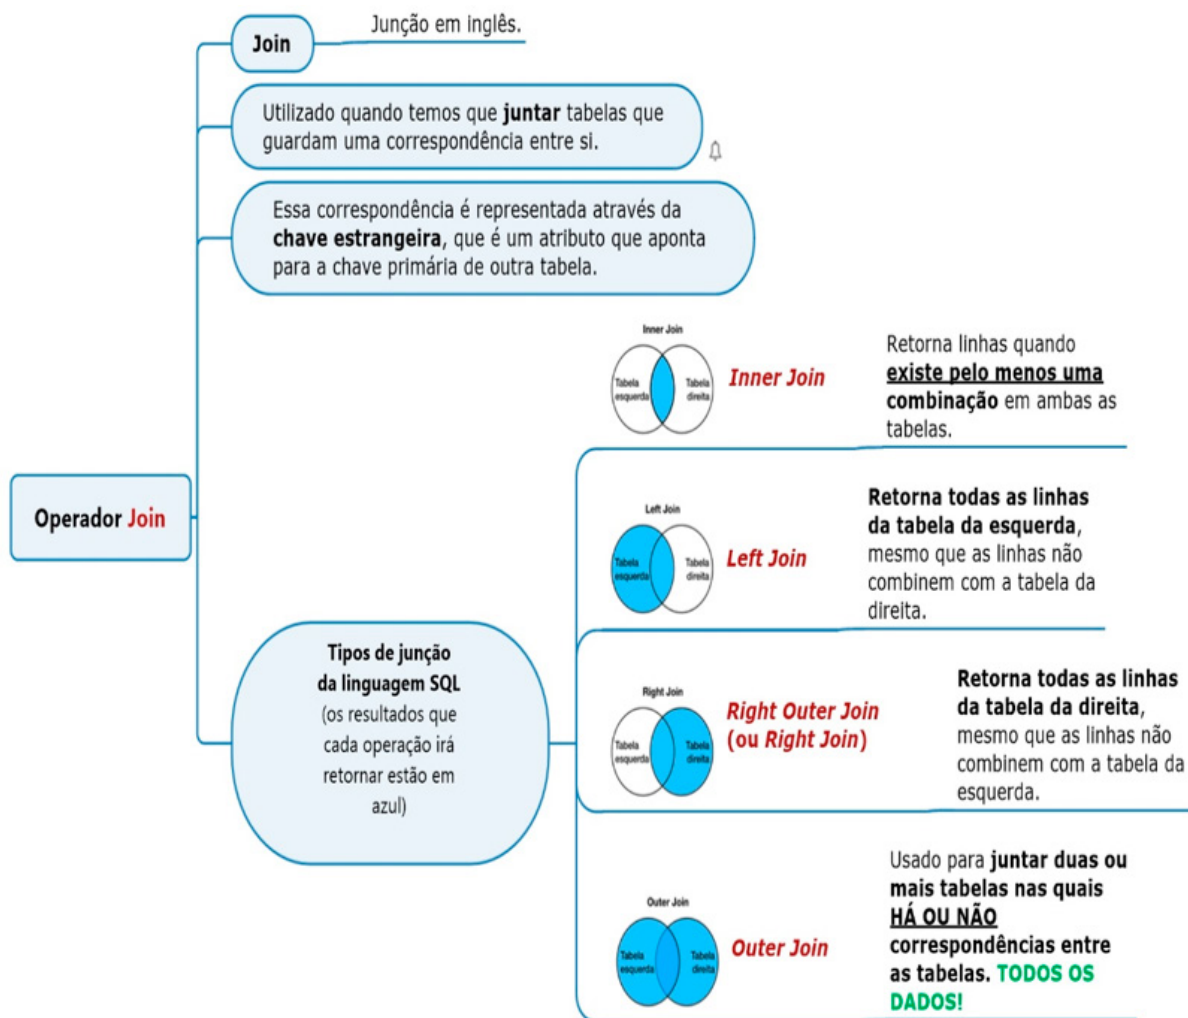 Join
Junção em inglês.
Utilizado quando temos que juntar tabelas que
guardam uma correspondência entre si.
Essa correspondência é representada através da
chave estrangeira, que é um atributo que aponta
para a chave primária de outra tabela.
Operador Join
Tipos de junção
da linguagem SQL
(os resultados que
cada operação irá
retornar estão em
azul)
Inner Join
Tabela
esquerda
Tabela
direita
Inner Join
Retorna linhas quando
existe pelo menos uma
combinação em ambas as
tabelas.
Left Join
Tabela
esquerda
Tabela
direita
Left Join
Retorna todas as linhas
da tabela da esquerda,
mesmo que as linhas não
combinem com a tabela da
direita.
Right Join
Tabela
esquerda
Tabela
direita
Right Outer Join
(ou Right Join)
Retorna todas as linhas
da tabela da direita,
mesmo que as linhas não
combinem com a tabela da
esquerda.
Outer Join
Tabela
esquerda
Tabela
direita
Outer Join
Usado para juntar duas ou
mais tabelas nas quais
HÁ OU NÃO
correspondências entre
as tabelas. TODOS OS
DADOS!